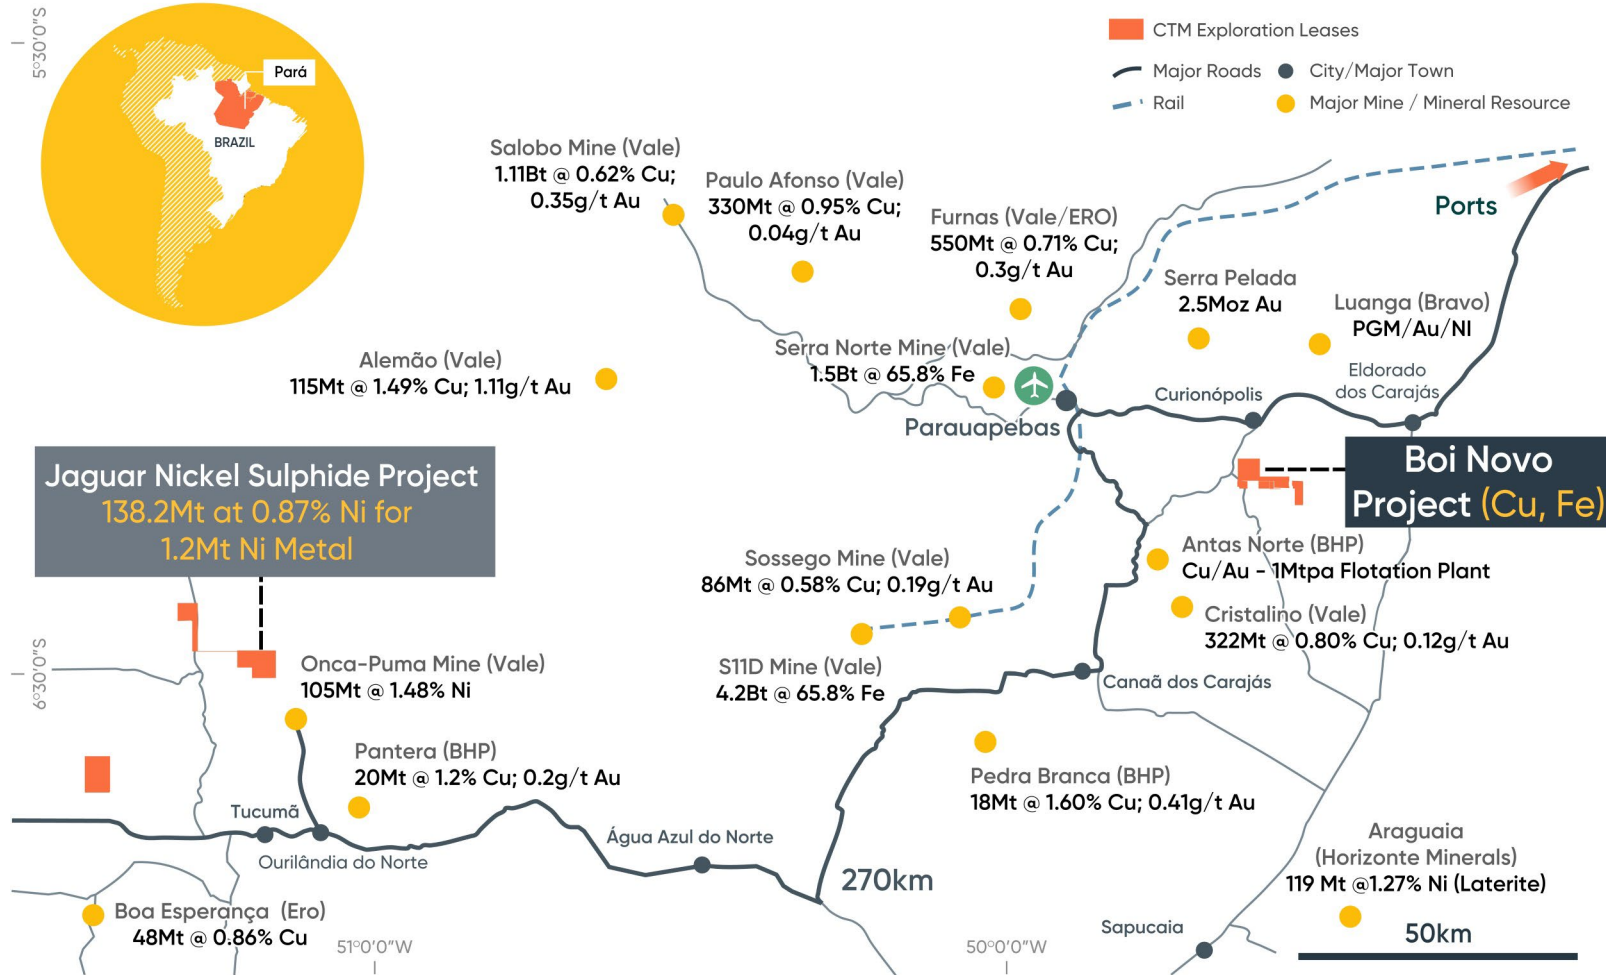 5°30'0"S
Pará
BRAZIL
CTM Exploration Leases
Major Roads
City/Major Town
Rail
Major Mine / Mineral Resource
Salobo Mine (Vale)
1.11Bt @ 0.62% Cu;
0.35g/t Au
Paulo Afonso (Vale)
330Mt @ 0.95% Cu;
0.04g/t Au
Furnas (Vale/ERO)
550Mt @ 0.71% Cu;
0.3g/t Au
Ports
Serra Pelada
2.5Moz Au
Luanga (Bravo)
PGM/Au/NI
Alemão (Vale)
115Mt @ 1.49% Cu; 1.11g/t Au
Serra Norte Mine (Vale)
1.5Bt @ 65.8% Fe
Parauapebas
Curionópolis
Eldorado
dos Carajás
Jaguar Nickel Sulphide Project
138.2Mt at 0.87% Ni for
1.2Mt Ni Metal
Boi Novo
Project (Cu, Fe)
Sossego Mine (Vale)
86Mt @ 0.58% Cu; 0.19g/t Au
Antas Norte (BHP)
Cu/Au - 1Mtpa Flotation Plant
Cristalino (Vale)
322Mt @ 0.80% Cu; 0.12g/t Au
6°30'0"S
Onca-Puma Mine (Vale)
105Mt @ 1.48% Ni
S11D Mine (Vale)
4.2Bt @ 65.8% Fe
Canaã dos Carajás
Pantera (BHP)
20Mt @ 1.2% Cu; 0.2g/t Au
Pedra Branca (BHP)
18Mt @ 1.60% Cu; 0.41g/t Au
Tucumã
Ourilândia do Norte
Água Azul do Norte
270km
Araguaia
(Horizonte Minerals)
119 Mt @1.27% Ni (Laterite)
Boa Esperança (Ero)
48Mt @ 0.86% Cu
51°0'0"W
50°0'0"W
Sapucaia
50km